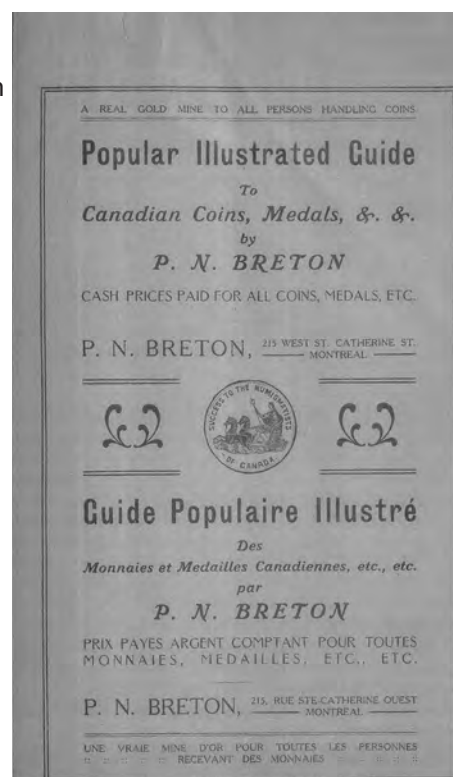 A REAL GOLD MINE TO ALL PERSONS HANDLING COINS.
Popular Illustrated Guide
To
Canadian Coins, Medals, &. &.
by
P. N. BRETON
CASH PRICES PAID FOR ALL COINS, MEDALS, ETC.
P. N. BRETON, 215 WEST ST. CATHERINE ST.
MONTREAL
SUCCESS TO THE NUMISMATISTS
OF CANADA
Guide Populaire Illustré
Des
Monnaies et Medailles Canadiennes, etc., etc.
par
P. N. BRETON
PRIX PAYES ARGENT COMPTANT POUR TOUTES
MONNAIES, MEDAILLES, ETC., ETC.
P. N. BRETON, 215, RUE STE-CATHERINE OUEST
MONTREAL
UNE VRAIE MINE D'OR POUR TOUTES LES PERSONNES
:: :: :: :: :: RECEVANT DES MONNAIES :: :: :: :: ::